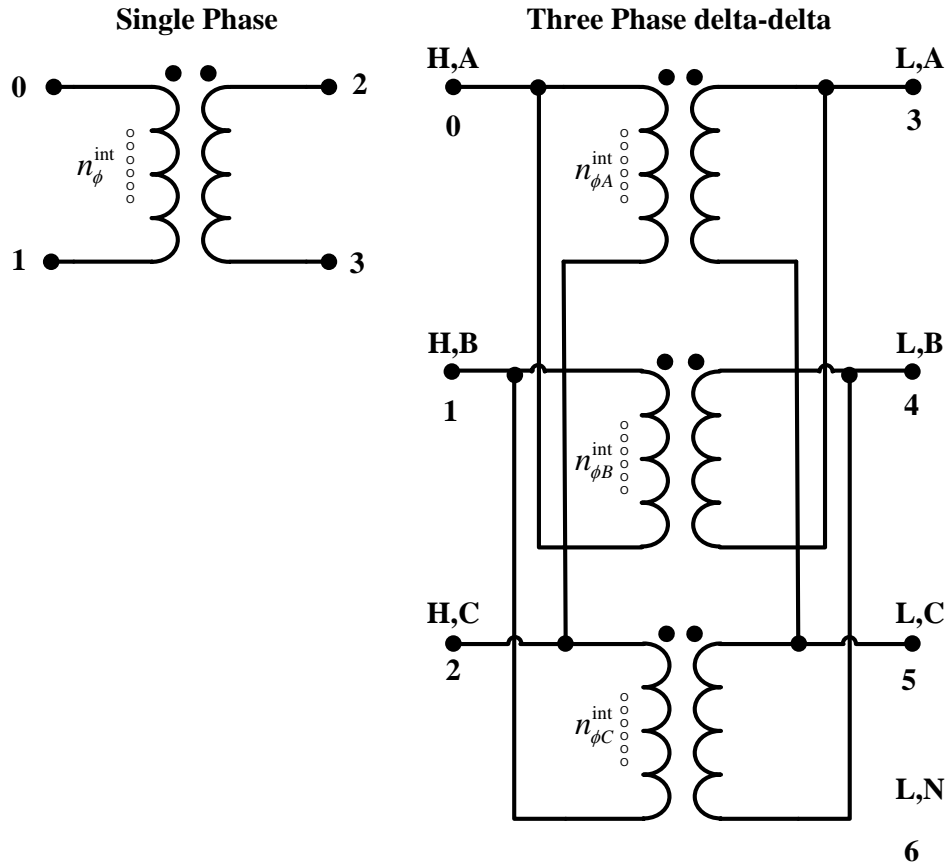 Single Phase
Three Phase delta-delta
0
2
1
3
n_φ^int
H,A
0
L,A
3
n_φA^int
H,B
1
L,B
4
n_φB^int
H,C
2
L,C
5
n_φC^int
L,N
6